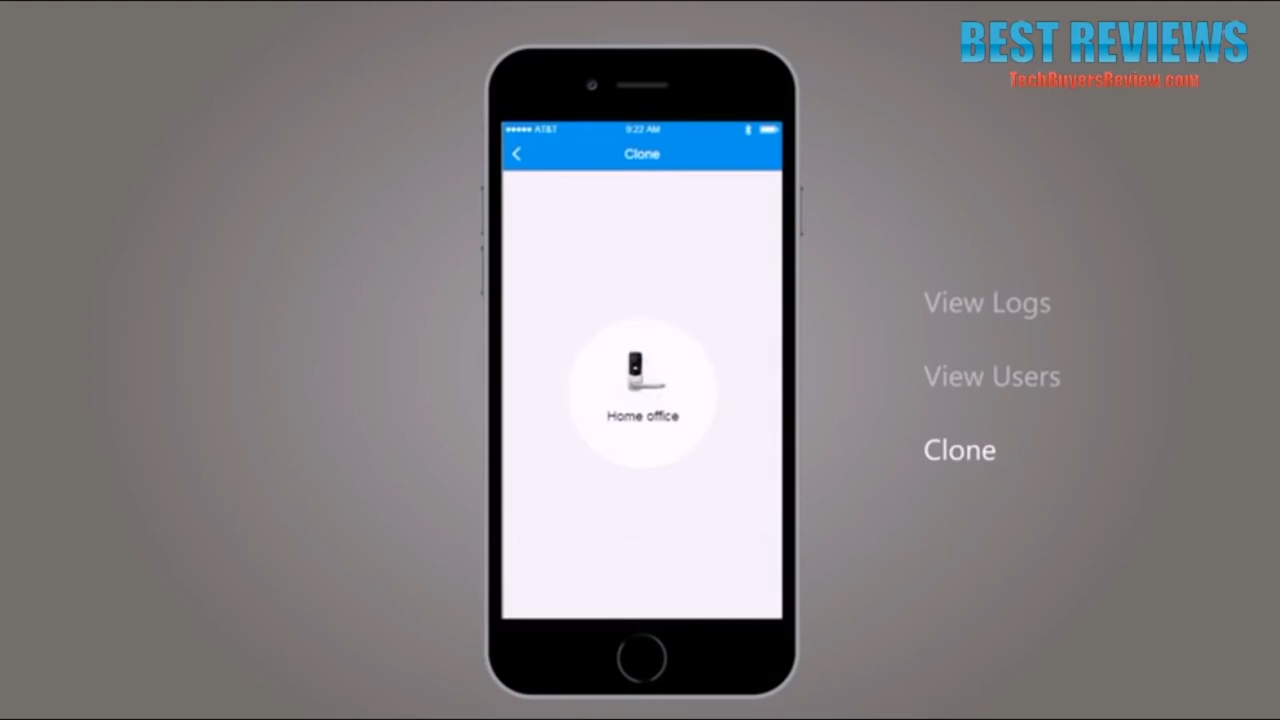 BEST REVIEWS
TechBuyersReview.com
AT&T 9:22 AM
Clone
Home office
View Logs
View Users
Clone